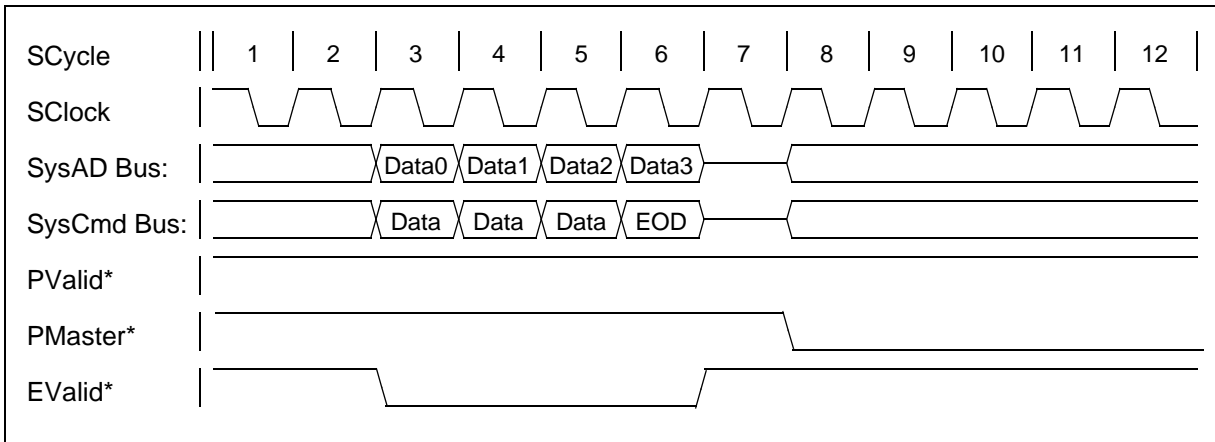 SCycle 1 2 3 4 5 6 7 8 9 10 11 12
SClock
SysAD Bus: Data0 Data1 Data2 Data3
SysCmd Bus: Data Data Data EOD
PValid*
PMaster*
EValid*